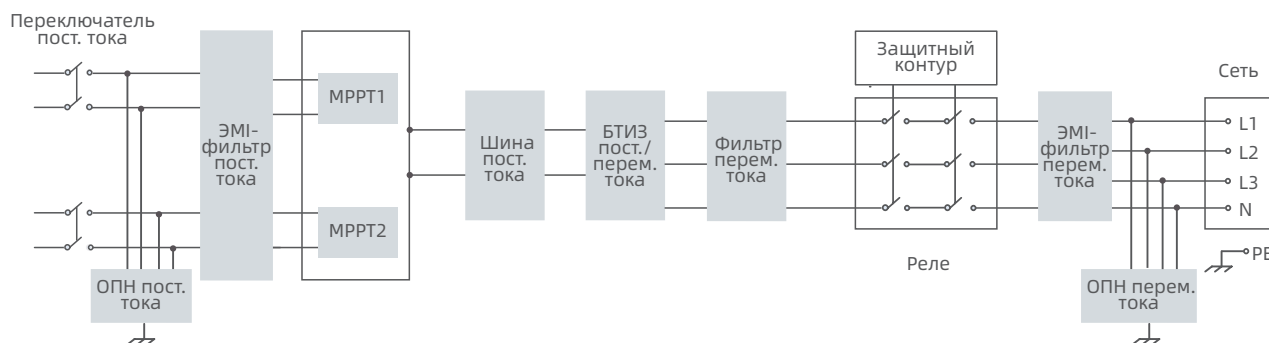 Переключатель
пост. тока
ЭМI-
фильтр
пост.
тока
MPPT1
MPPT2
ОПН пост.
тока
Шина
пост.
тока
БТИЗ
пост./
перем.
тока
Фильтр
перем.
тока
Защитный
контур
Реле
ЭМI-
фильтр
перем.
тока
ОПН перем.
тока
Сеть
L1
L2
L3
N
PE